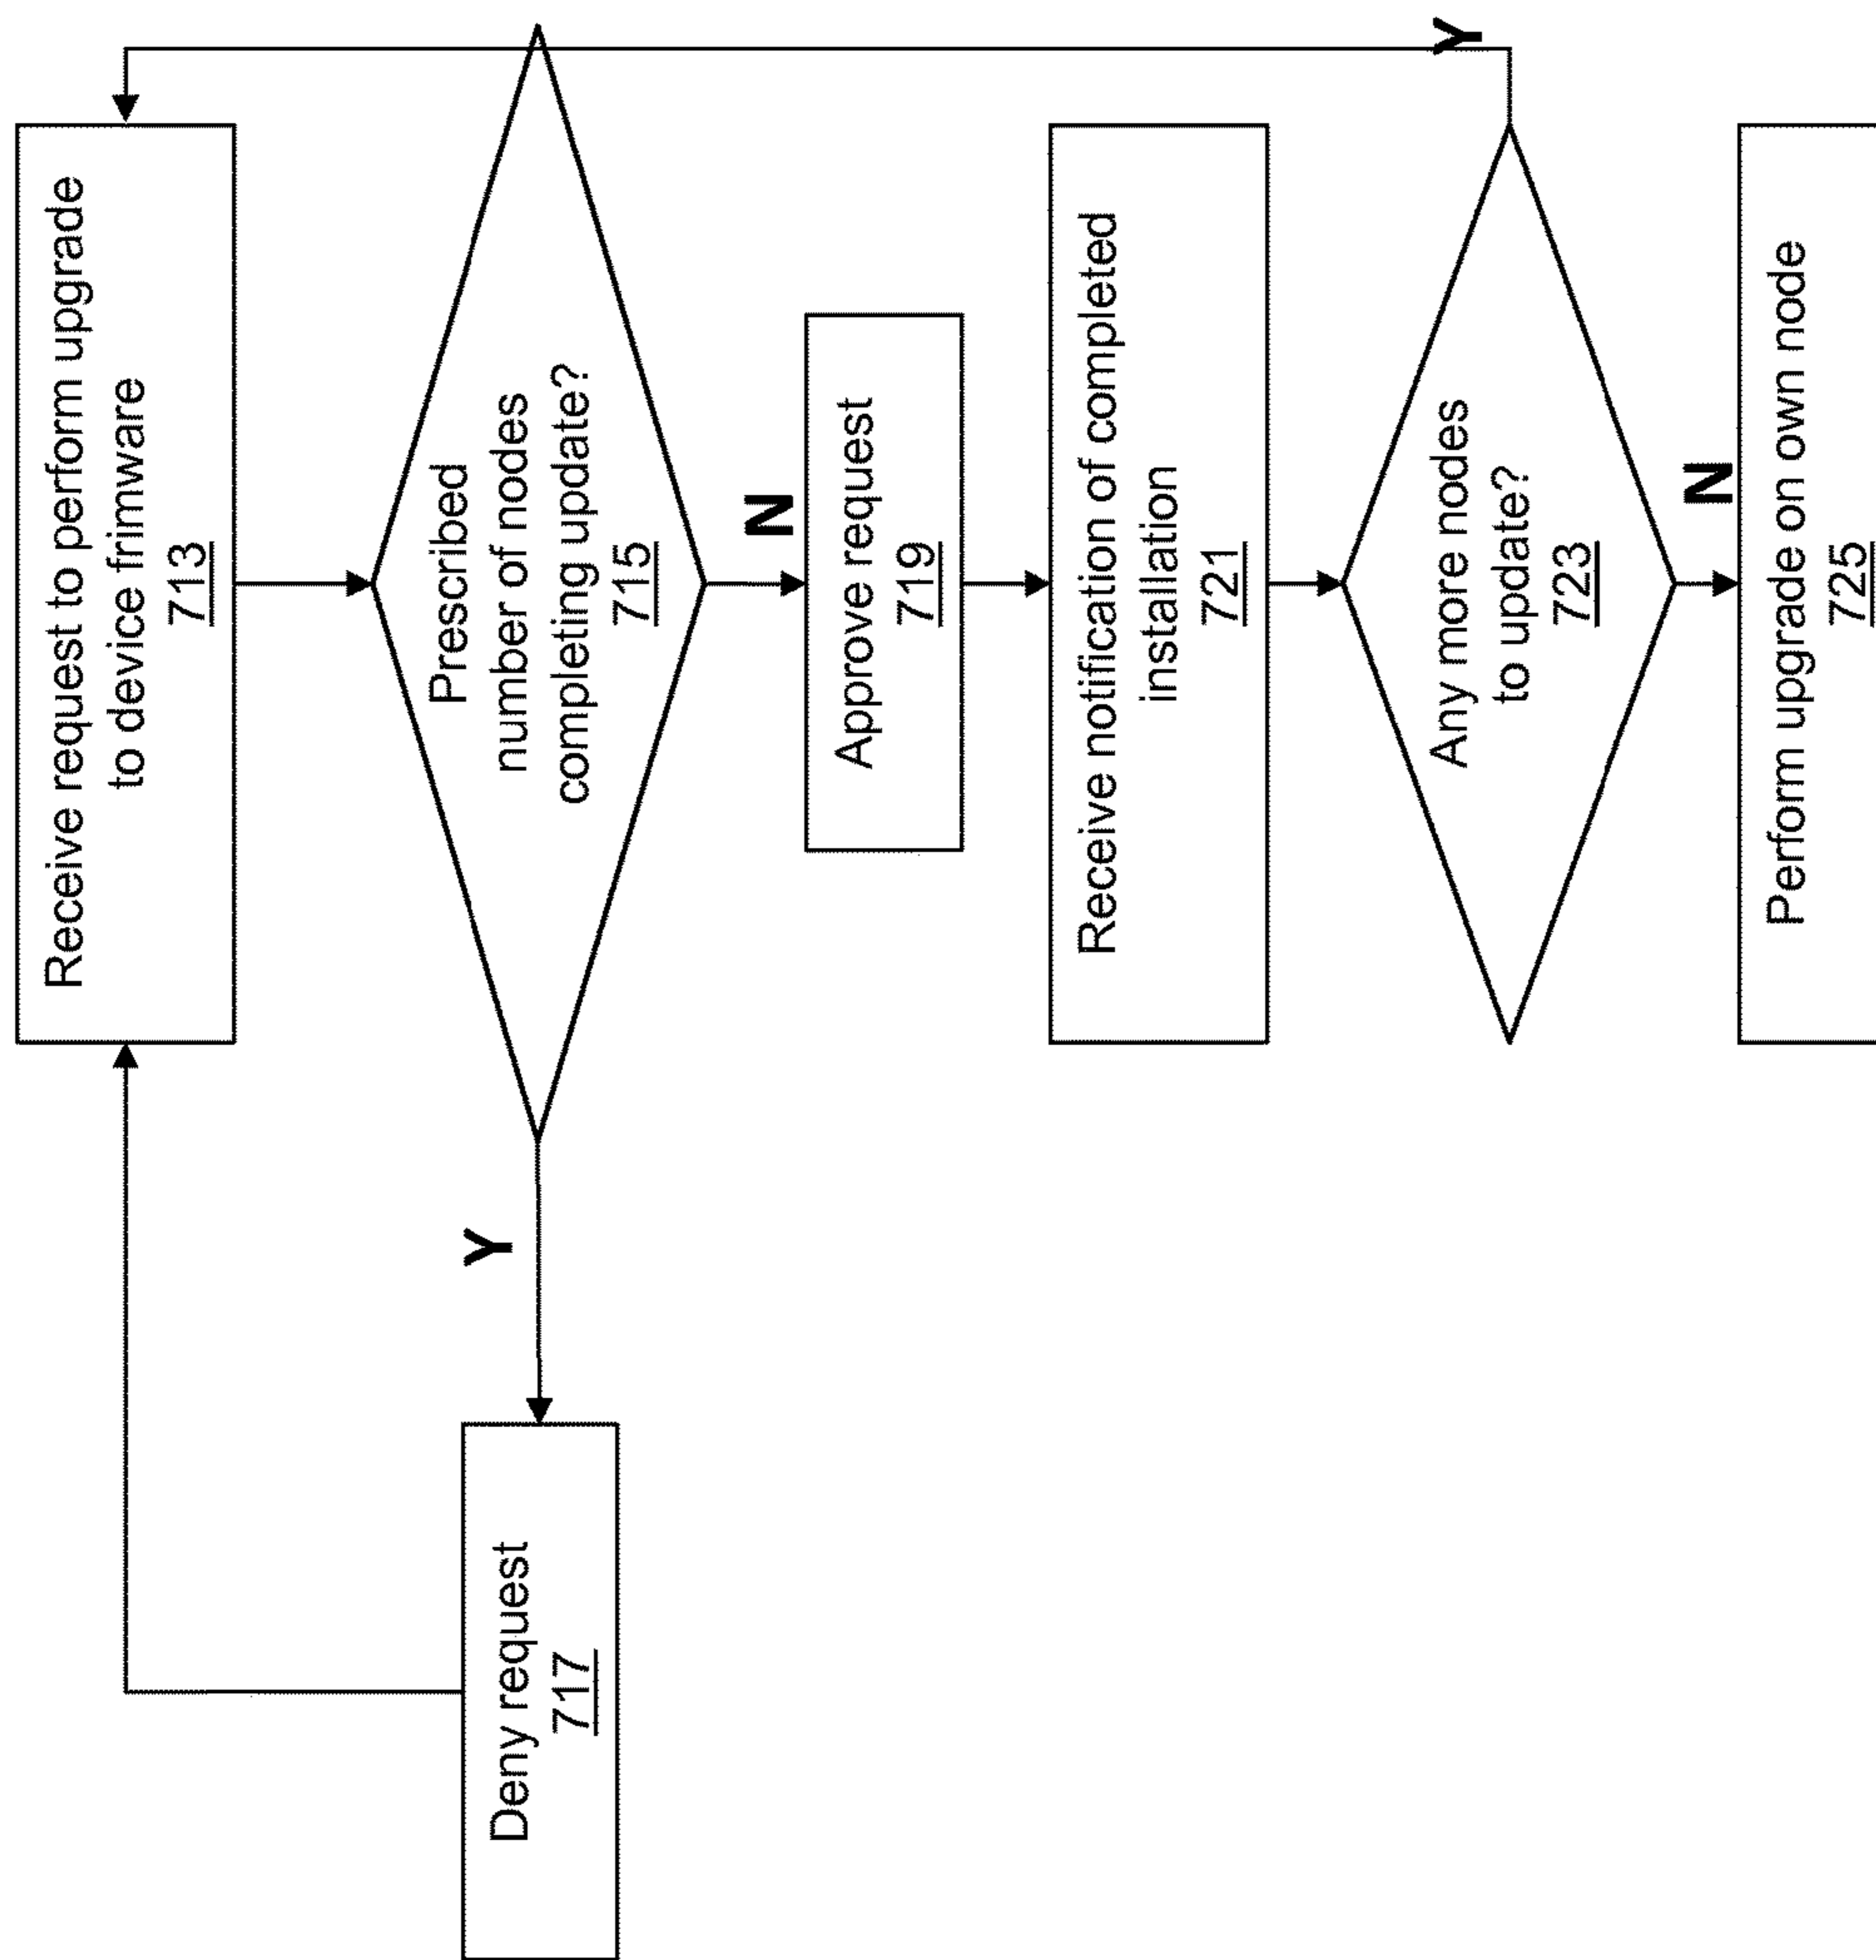 Receive request to perform upgrade
to device frimware
713
Prescribed
number of nodes
completing update?
715
Y
Deny request
717
N
Approve request
719
Receive notification of completed
installation
721
Any more nodes
to update?
723
Y
N
Perform upgrade on own node
725